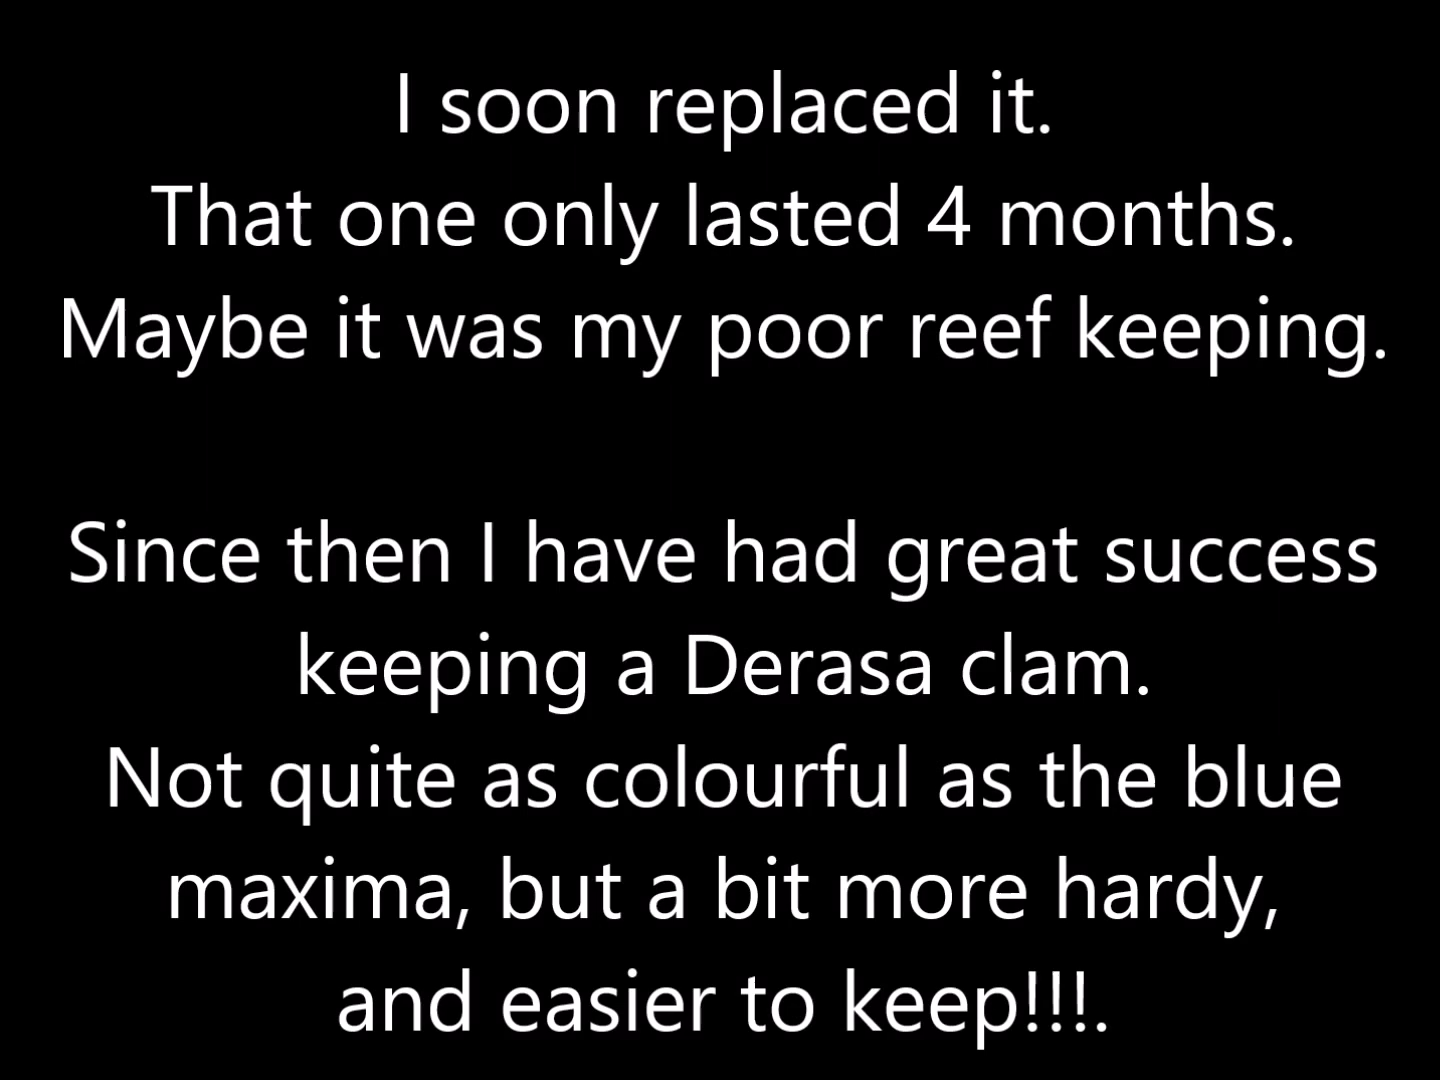 I soon replaced it.
That one only lasted 4 months.
Maybe it was my poor reef keeping.
Since then I have had great success
keeping a Derasa clam.
Not quite as colourful as the blue
maxima, but a bit more hardy,
and easier to keep!!!.